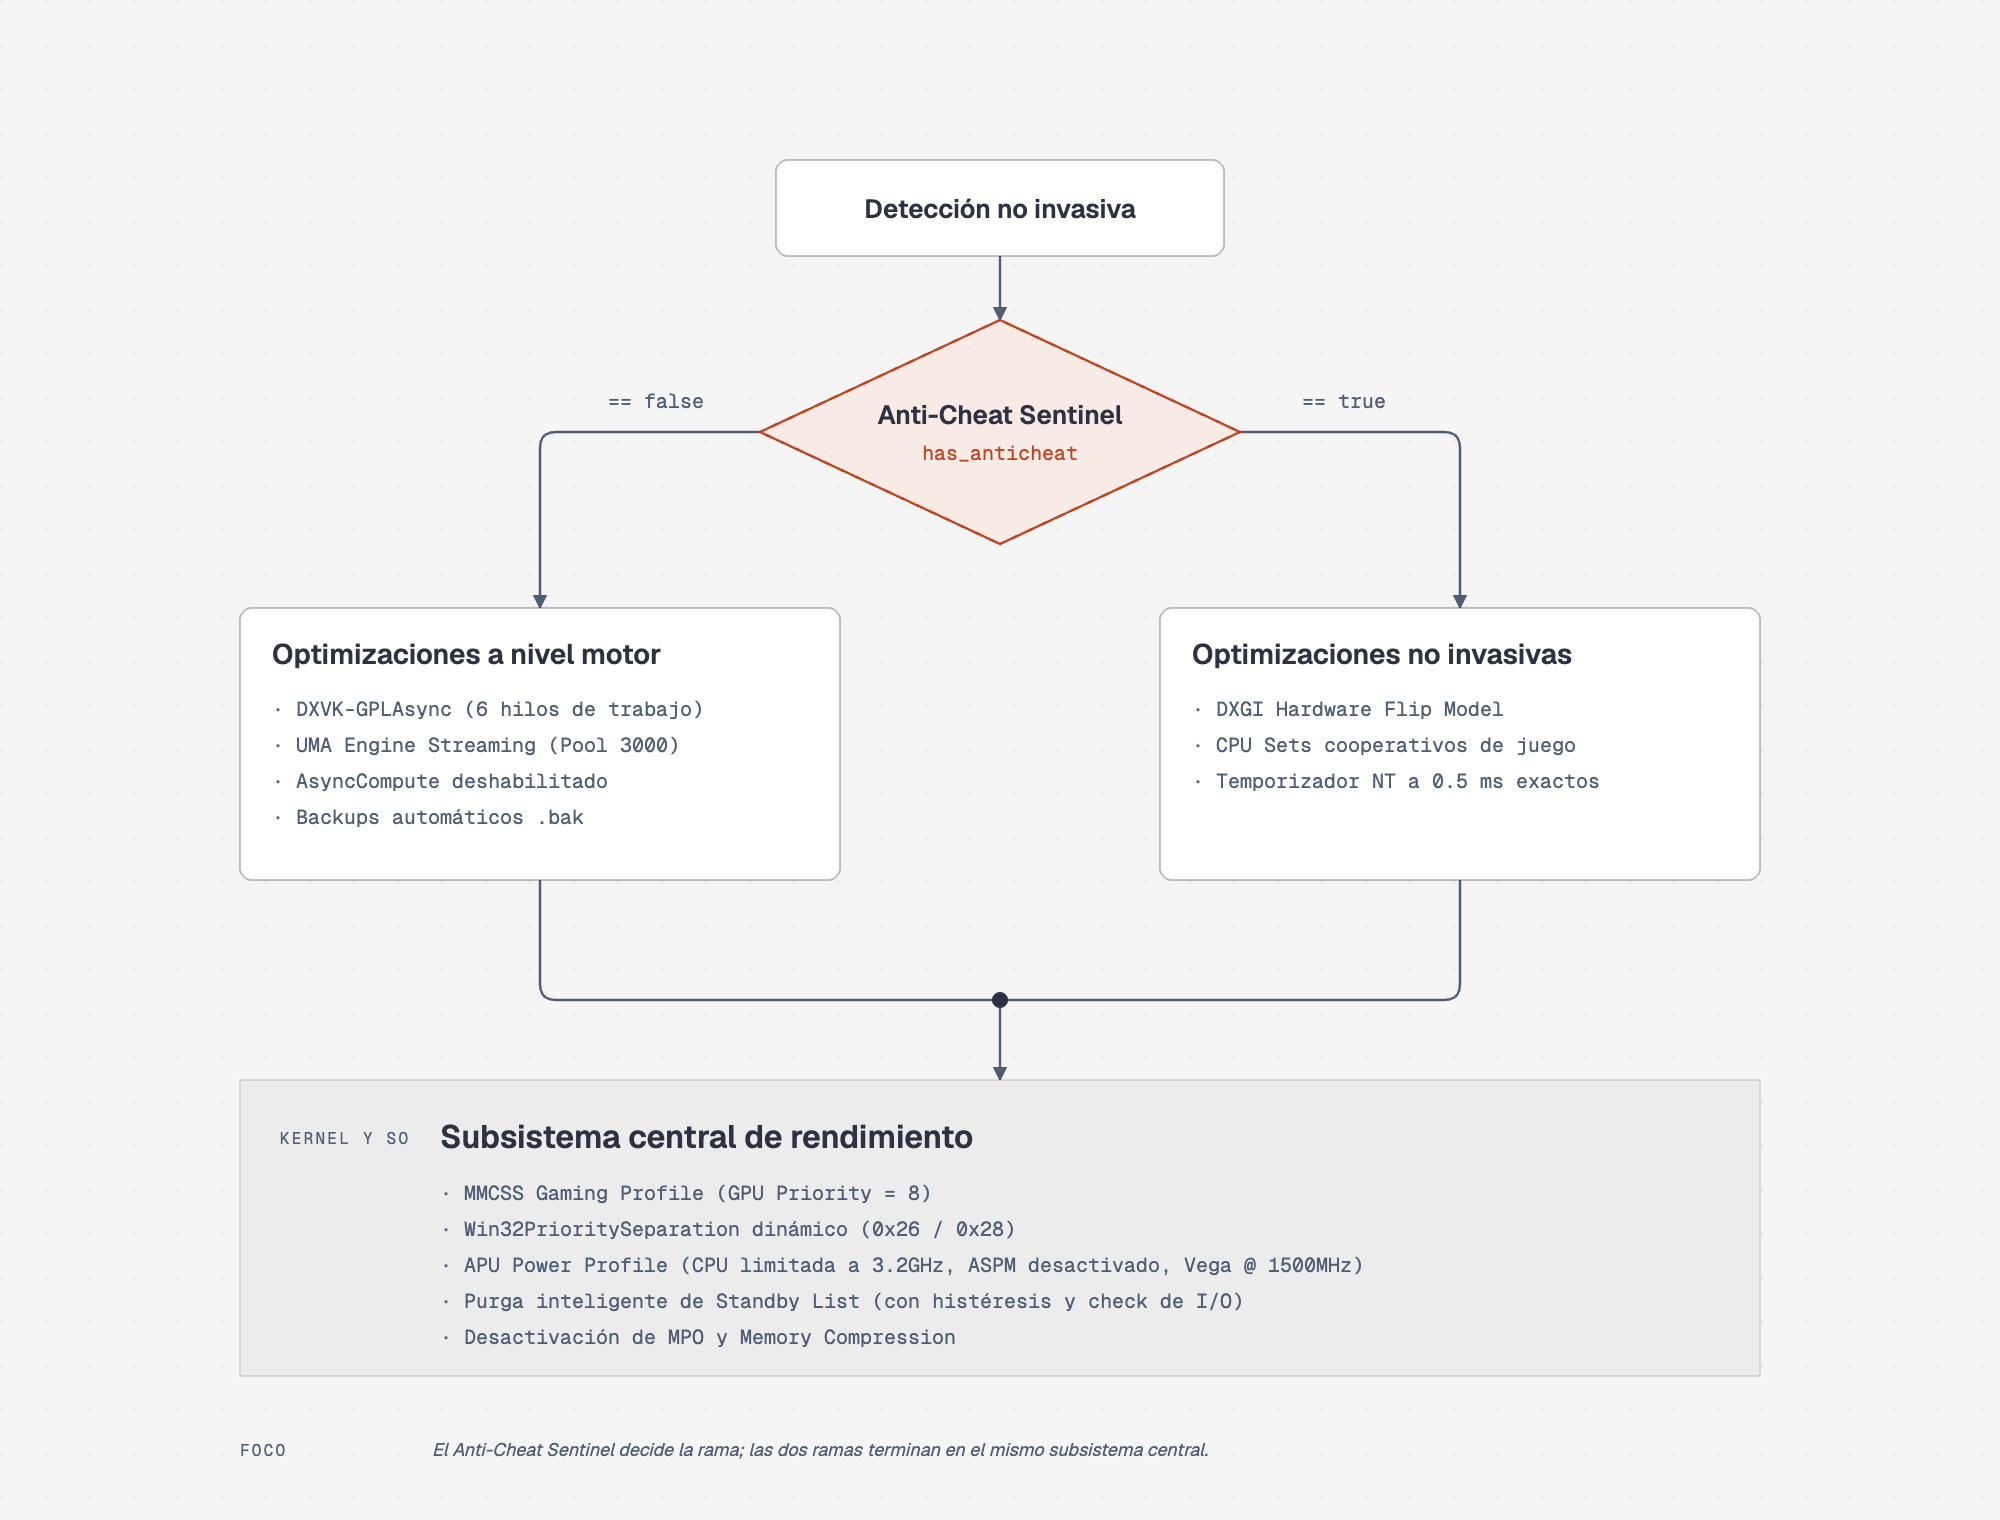 Detección no invasiva
Anti-Cheat Sentinel
has_anticheat
== false
== true
Optimizaciones a nivel motor
· DXVK-GPLAsync (6 hilos de trabajo)
· UMA Engine Streaming (Pool 3000)
· AsyncCompute deshabilitado
· Backups automáticos .bak
Optimizaciones no invasivas
· DXGI Hardware Flip Model
· CPU Sets cooperativos de juego
· Temporizador NT a 0.5 ms exactos
KERNEL Y SO
Subsistema central de rendimiento
· MMCSS Gaming Profile (GPU Priority = 8)
· Win32PrioritySeparation dinámico (0x26 / 0x28)
· APU Power Profile (CPU limitada a 3.2GHz, ASPM desactivado, Vega @ 1500MHz)
· Purga inteligente de Standby List (con histéresis y check de I/O)
· Desactivación de MPO y Memory Compression
FOCO
El Anti-Cheat Sentinel decide la rama; las dos ramas terminan en el mismo subsistema central.